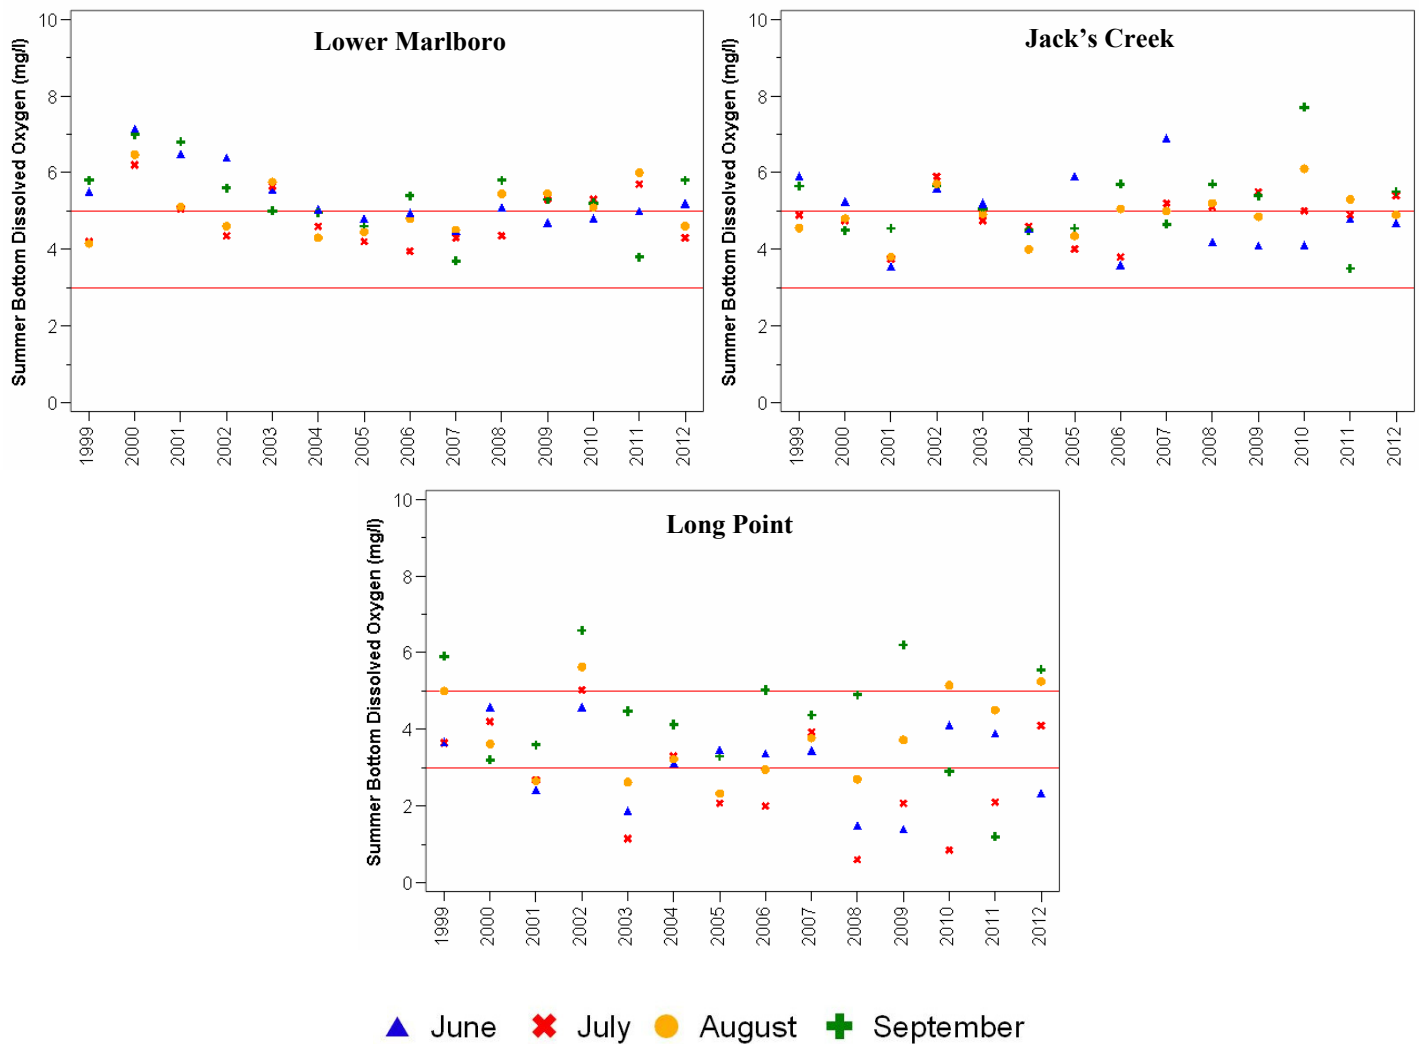 Lower Marlboro
Summer Bottom Dissolved Oxygen (mg/l)
10
8
6
4
2
0
1999 2000 2001 2002 2003 2004 2005 2006 2007 2008 2009 2010 2011 2012
Jack's Creek
Summer Bottom Dissolved Oxygen (mg/l)
10
8
6
4
2
0
1999 2000 2001 2002 2003 2004 2005 2006 2007 2008 2009 2010 2011 2012
Long Point
Summer Bottom Dissolved Oxygen (mg/l)
10
8
6
4
2
0
1999 2000 2001 2002 2003 2004 2005 2006 2007 2008 2009 2010 2011 2012
June July August September